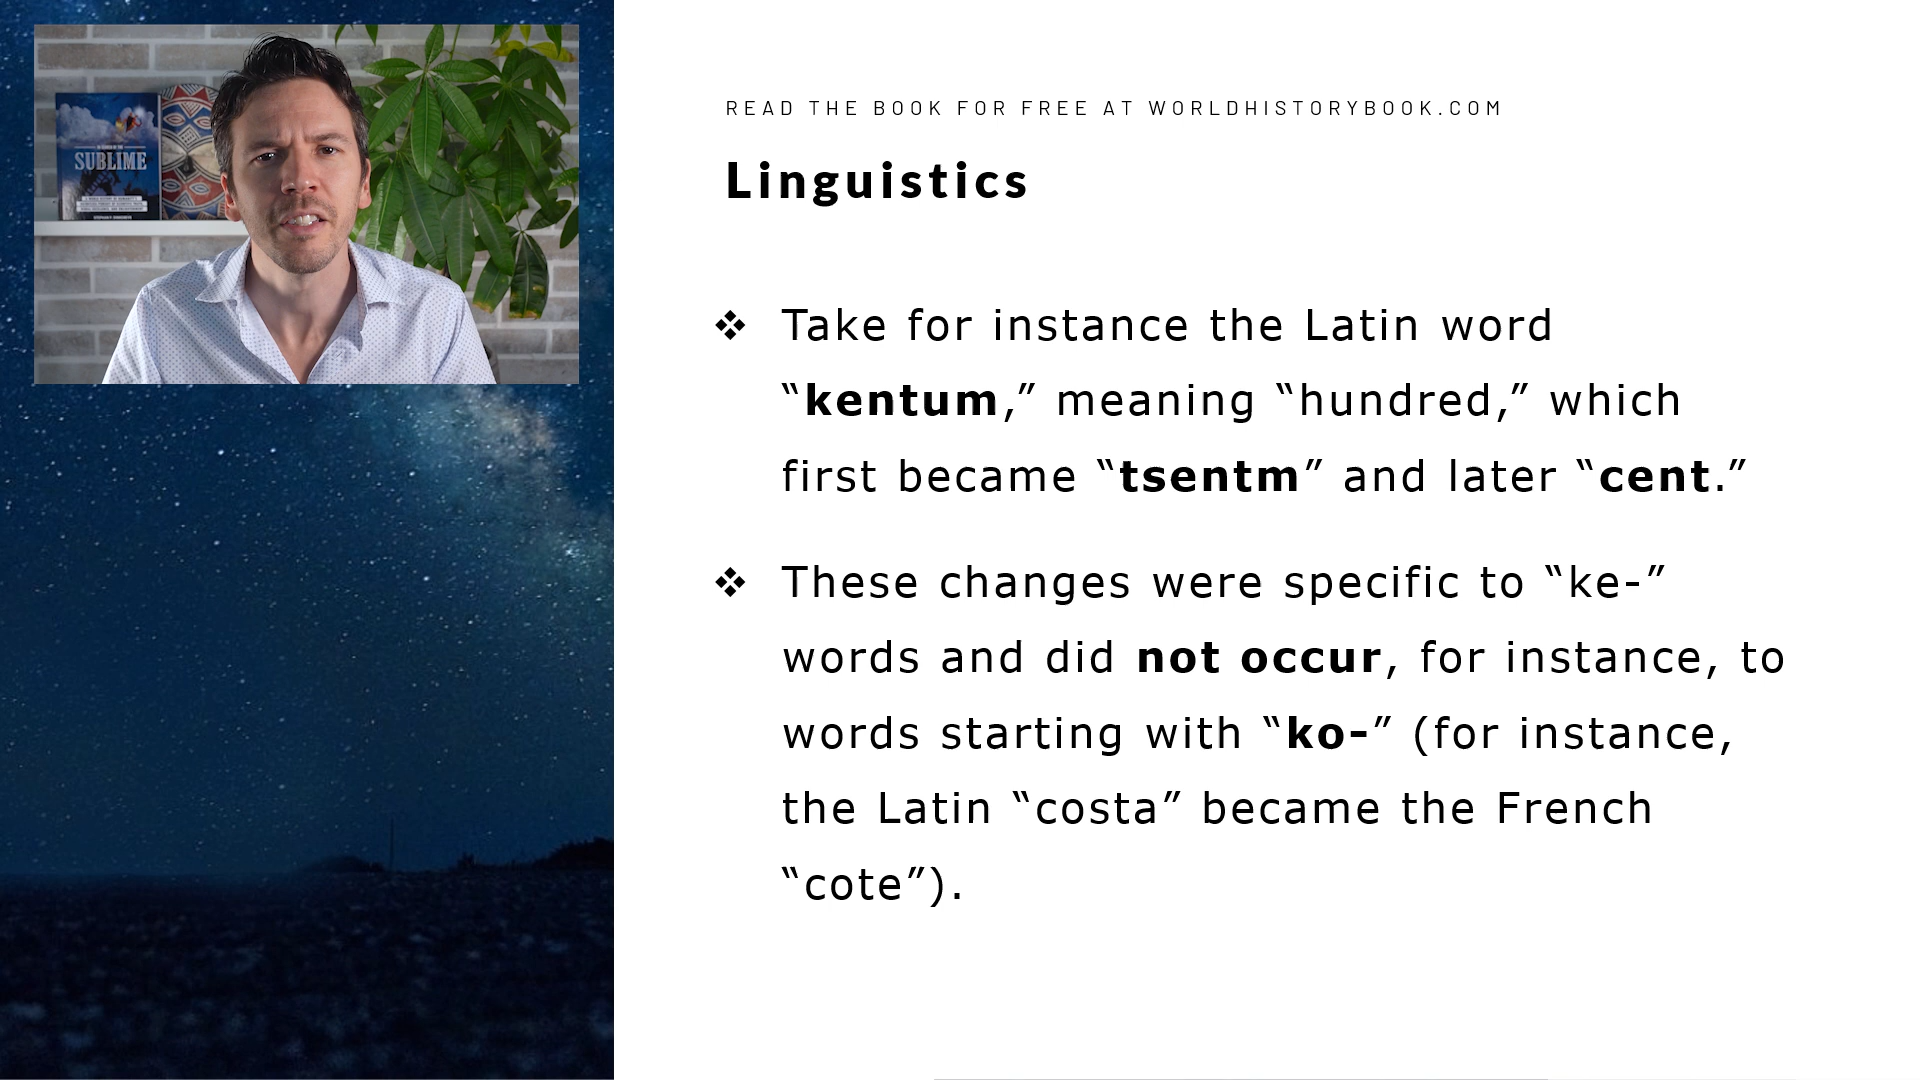 SUBLIME
READ THE BOOK FOR FREE AT WORLDHISTORYBOOK.COM
Linguistics
❖ Take for instance the Latin word
“kentum,” meaning “hundred,” which
first became “tsentm” and later “cent.”
❖ These changes were specific to “ke-”
words and did not occur, for instance, to
words starting with “ko-” (for instance,
the Latin “costa” became the French
“cote”).